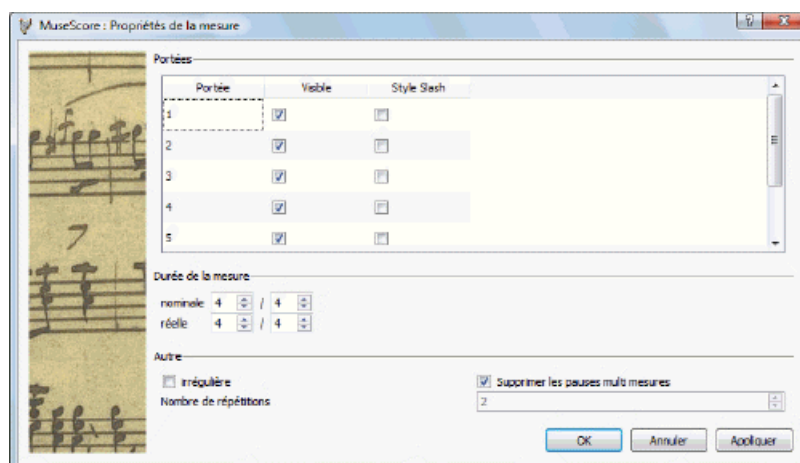 MuseScore : Propriétés de la mesure
Portées
Portée Visible Style Slash
1
2
3
4
5
Durée de la mesure
nominale 4 / 4
réelle 4 / 4
Autre
irrégulière Supprimer les pauses multi mesures
Nombre de répétitions 2
OK Annuler Appliquer